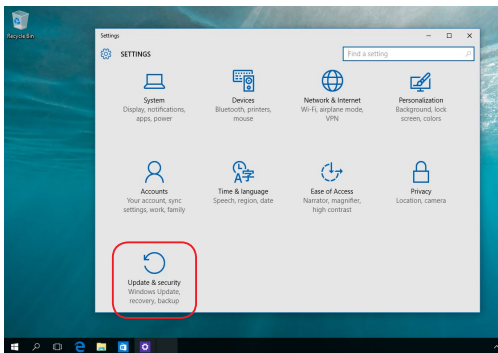 Recycle Bin
Settings
SETTINGS
Find a setting
System
Display, notifications,
apps, power
Devices
Bluetooth, printers,
mouse
Network & Internet
Wi-Fi, airplane mode,
VPN
Personalization
Background, lock
screen, colors
Accounts
Your account, sync
settings, work, family
Time & language
Speech, region, date
Ease of Access
Narrator, magnifier,
high contrast
Privacy
Location, camera
Update & security
Windows Update,
recovery, backup